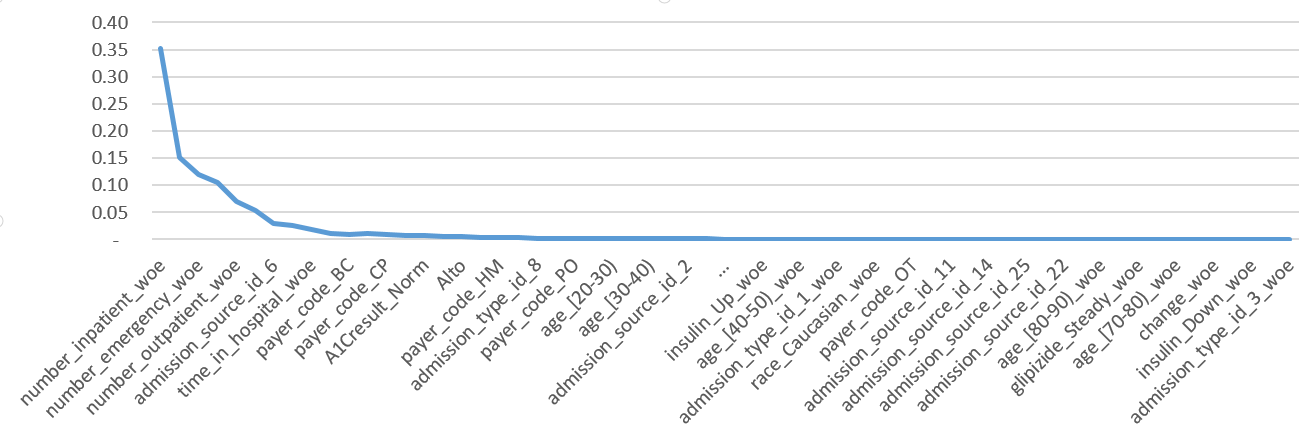 0.40
0.35
0.30
0.25
0.20
0.15
0.10
0.05
-
number_inpatient_woe
number_emergency_woe
number_outpatient_woe
admission_source_id_6
time_in_hospital_woe
payer_code_BC
payer_code_CP
A1Cresult_Norm
Alto
payer_code_HM
admission_type_id_8
payer_code_PO
age_[20-30)
age_[30-40)
admission_source_id_2
...
insulin_Up_woe
age_[40-50)_woe
admission_type_id_1_woe
race_Caucasian_woe
payer_code_OT
admission_source_id_11
admission_source_id_14
admission_source_id_25
admission_source_id_22
age_[80-90)_woe
glipizide_Steady_woe
age_[70-80)_woe
change_woe
insulin_Down_woe
admission_type_id_3_woe